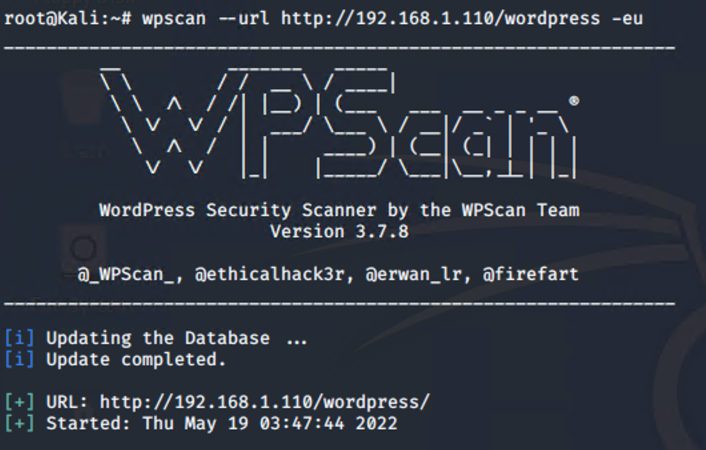 root@Kali:~# wpscan --url http://192.168.1.110/wordpress -eu
WPScan ®
WordPress Security Scanner by the WPScan Team
Version 3.7.8
@_WPScan_, @ethicalhack3r, @erwan_lr, @firefart
[i] Updating the Database ...
[i] Update completed.
[+] URL: http://192.168.1.110/wordpress/
[+] Started: Thu May 19 03:47:44 2022